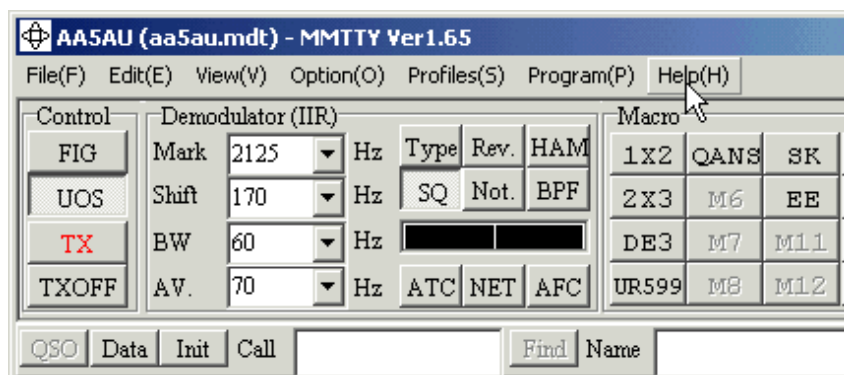 AA5AU (aa5au.mdt) - MMTTY Ver1.65
File(F) Edit(E) View(V) Option(O) Profiles(S) Program(P) Help(H)
Control Demodulator (IIR) Macro
FIG Mark 2125 Hz Type Rev. HAM 1X2 QANS SK
UOS Shift 170 Hz SQ Not. BPF 2X3 M6 EE
TX BW 60 Hz DE3 M7 M11
TXOFF AV. 70 Hz ATC NET AFC UR599 M8 M12
QSO Data Init Call Find Name